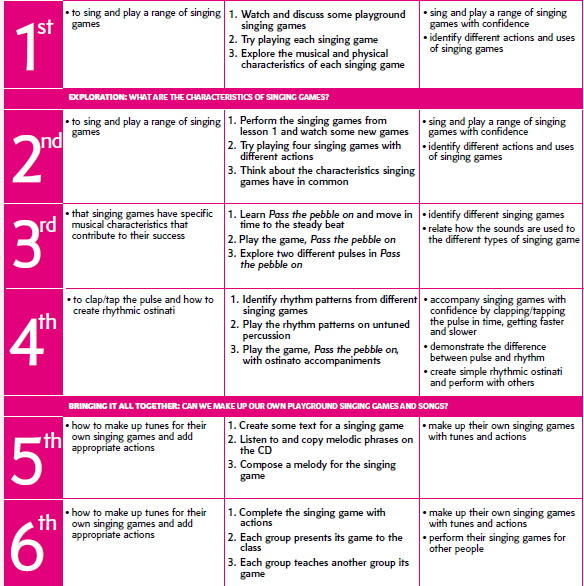 1st
• to sing and play a range of singing
games
1. Watch and discuss some playground
singing games
2. Try playing each singing game
3. Explore the musical and physical
characteristics of each singing game
• sing and play a range of singing
games with confidence
• identify different actions and uses
of singing games
EXPLORATION: WHAT ARE THE CHARACTERISTICS OF SINGING GAMES?
2nd
• to sing and play a range of singing
games
1. Perform the singing games from
lesson 1 and watch some new games
2. Try playing four singing games with
different actions
3. Think about the characteristics singing
games have in common
• sing and play a range of singing
games with confidence
• identify different actions and uses
of singing games
3rd
• that singing games have specific
musical characteristics that
contribute to their success
1. Learn Pass the pebble on and move in
time to the steady beat
2. Play the game, Pass the pebble on
3. Explore two different pulses in Pass
the pebble on
• identify different singing games
• relate how the sounds are used to
the different types of singing game
4th
• to clap/tap the pulse and how to
create rhythmic ostinati
1. Identify rhythm patterns from different
singing games
2. Play the rhythm patterns on untuned
percussion
3. Play the game, Pass the pebble on,
with ostinato accompaniments
• accompany singing games with
confidence by clapping/tapping
the pulse in time, getting faster
and slower
• demonstrate the difference
between pulse and rhythm
• create simple rhythmic ostinati
and perform with others
BRINGING IT ALL TOGETHER: CAN WE MAKE UP OUR OWN PLAYGROUND SINGING GAMES AND SONGS?
5th
• how to make up tunes for their
own singing games and add
appropriate actions
1. Create some text for a singing game
2. Listen to and copy melodic phrases on
the CD
3. Compose a melody for the singing
game
• make up their own singing games
with tunes and actions
6th
• how to make up tunes for their
own singing games and add
appropriate actions
1. Complete the singing game with
actions
2. Each group presents its game to the
class
3. Each group teaches another group its
game
• make up their own singing games
with tunes and actions
• perform their singing games for
other people